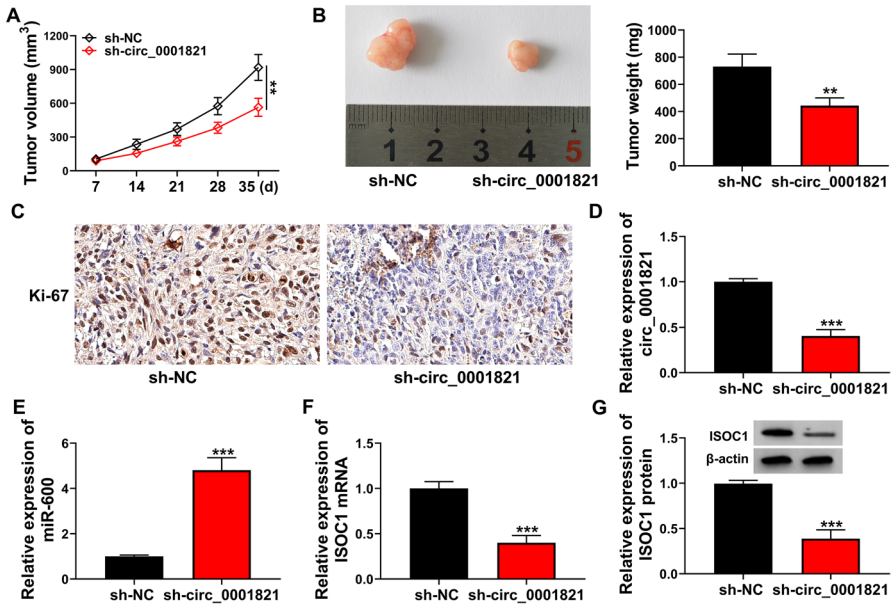 A
Tumor volume (mm³)
1200
900
600
300
0
sh-NC
sh-circ_0001821
**
7 14 21 28 35 (d)
B
1 2 3 4 5
sh-NC sh-circ_0001821
Tumor weight (mg)
1000
800
600
400
200
0
**
sh-NC sh-circ_0001821
C
Ki-67
sh-NC sh-circ_0001821
D
Relative expression of
circ_0001821
1.5
1.0
0.5
0.0
***
sh-NC sh-circ_0001821
E
Relative expression of
miR-600
6
4
2
0
***
sh-NC sh-circ_0001821
F
Relative expression of
ISOC1 mRNA
1.5
1.0
0.5
0.0
***
sh-NC sh-circ_0001821
G
Relative expression of
ISOC1 protein
ISOC1
β-actin
1.5
1.0
0.5
0.0
***
sh-NC sh-circ_0001821